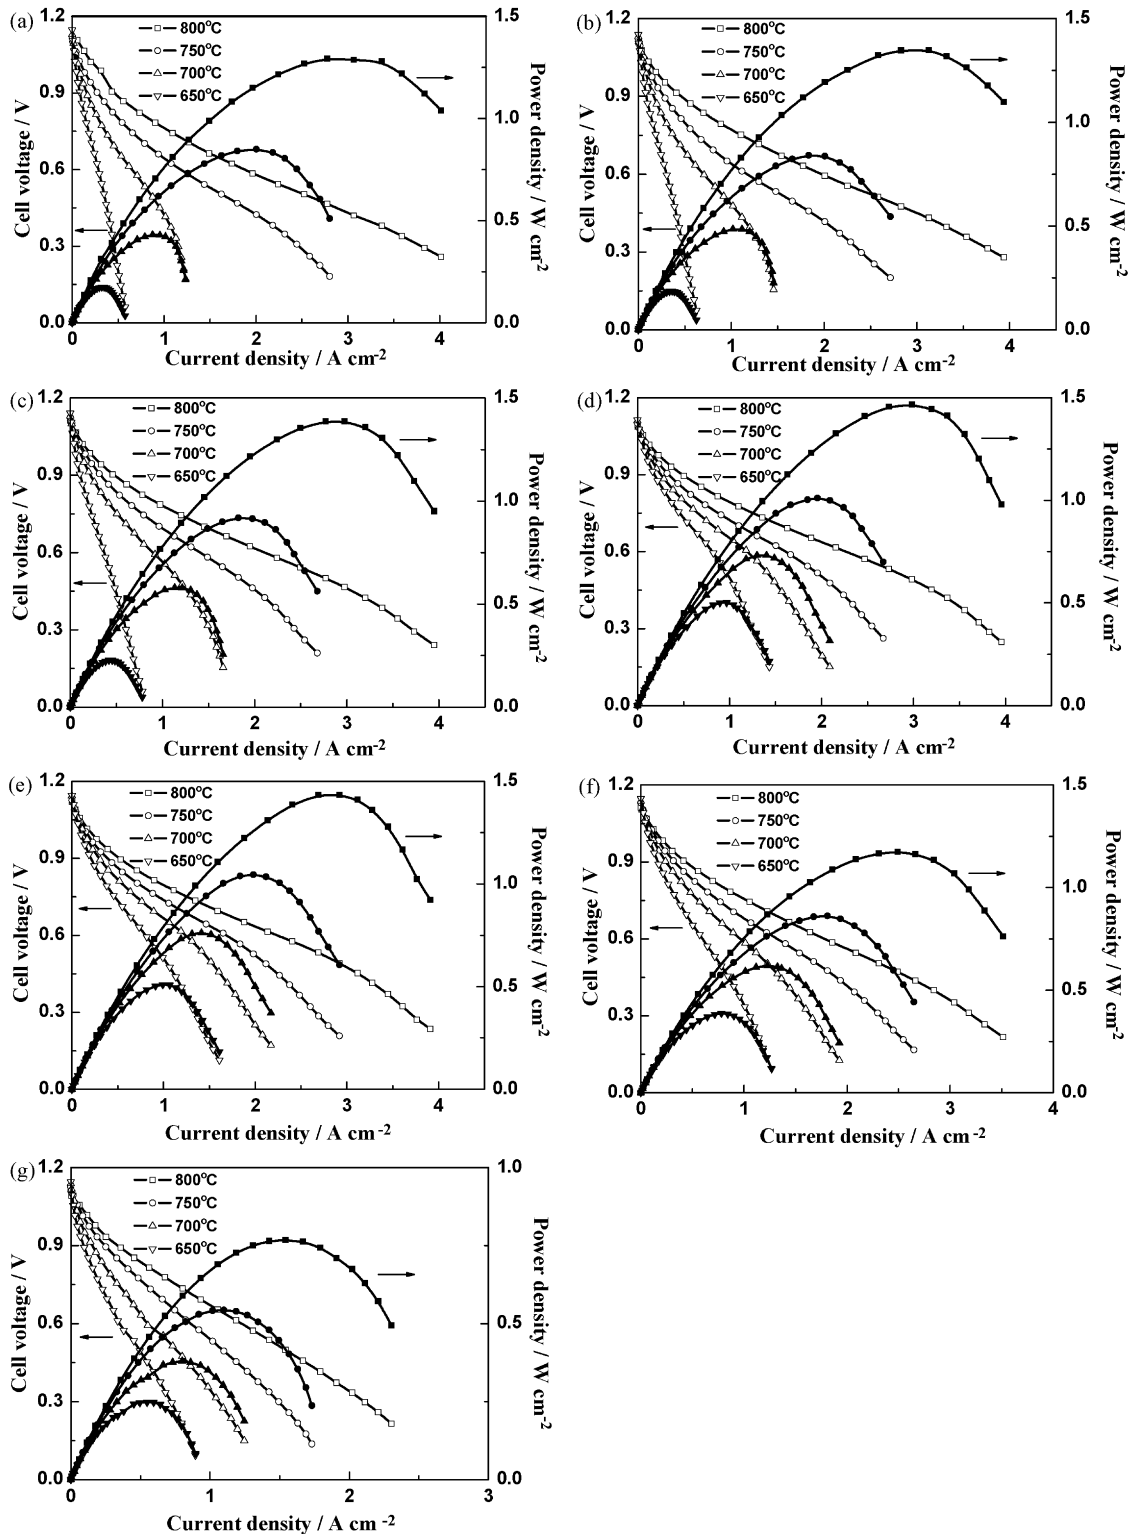 (a)
1.2
0.9
0.6
0.3
0.0
Cell voltage / V
800°C
750°C
700°C
650°C
1.5
1.0
0.5
0.0
Power density / W cm-2
0 1 2 3 4
Current density / A cm-2
(b)
1.2
0.9
0.6
0.3
0.0
Cell voltage / V
800°C
750°C
700°C
650°C
1.5
1.0
0.5
0.0
Power density / W cm-2
0 1 2 3 4
Current density / A cm-2
(c)
1.2
0.9
0.6
0.3
0.0
Cell voltage / V
800°C
750°C
700°C
650°C
1.5
1.0
0.5
0.0
Power density / W cm-2
0 1 2 3 4
Current density / A cm-2
(d)
1.2
0.9
0.6
0.3
0.0
Cell voltage / V
800°C
750°C
700°C
650°C
1.5
1.0
0.5
0.0
Power density / W cm-2
0 1 2 3 4
Current density / A cm-2
(e)
1.2
0.9
0.6
0.3
0.0
Cell voltage / V
800°C
750°C
700°C
650°C
1.5
1.0
0.5
0.0
Power density / W cm-2
0 1 2 3 4
Current density / A cm -2
(f)
1.2
0.9
0.6
0.3
0.0
Cell voltage / V
800°C
750°C
700°C
650°C
1.5
1.0
0.5
0.0
Power density / W cm-2
0 1 2 3 4
Current density / A cm -2
(g)
1.2
0.9
0.6
0.3
0.0
Cell voltage / V
800°C
750°C
700°C
650°C
1.0
0.5
0.0
Power density / W cm-2
0 1 2 3
Current density / A cm -2